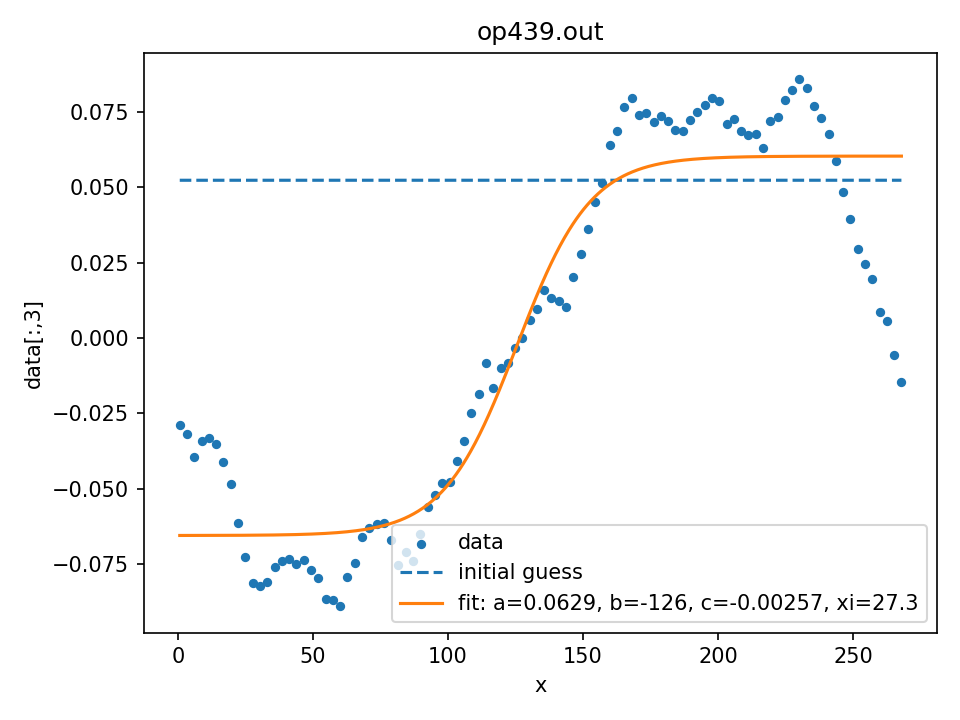 op439.out
data[:,3]
0.075
0.050
0.025
0.000
−0.025
−0.050
−0.075
data
initial guess
fit: a=0.0629, b=-126, c=-0.00257, xi=27.3
0 50 100 150 200 250
x